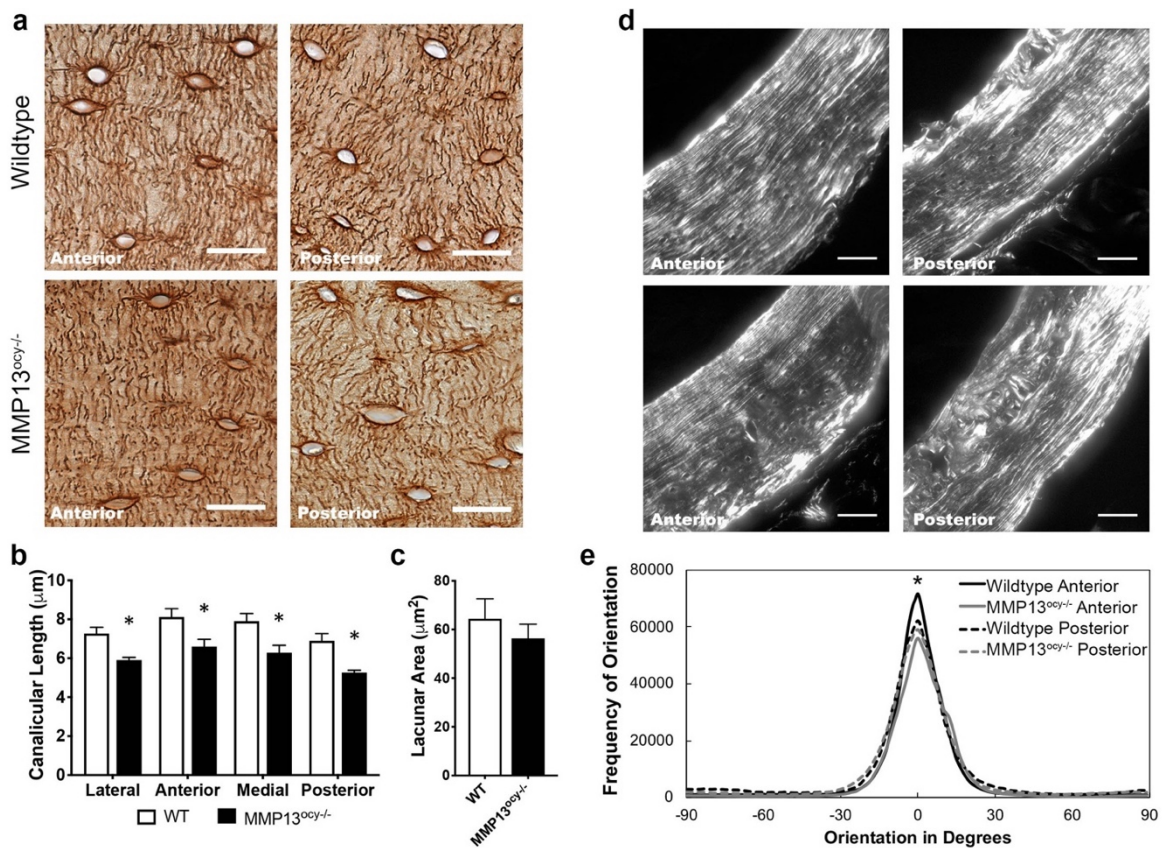 a
Wildtype
Anterior
Posterior
MMP13ocy-/-
Anterior
Posterior
b
Canalicular Length (μm)
8
6
4
2
0
*
*
*
*
Lateral Anterior Medial Posterior
WT MMP13ocy-/-
c
Lacunar Area (μm²)
80
60
40
20
0
WT
MMP13ocy-/-
d
Anterior
Posterior
Anterior
Posterior
e
Frequency of Orientation
80000
60000
40000
20000
0
*
Wildtype Anterior
MMP13ocy-/- Anterior
Wildtype Posterior
MMP13ocy-/- Posterior
-90 -60 -30 0 30 60 90
Orientation in Degrees